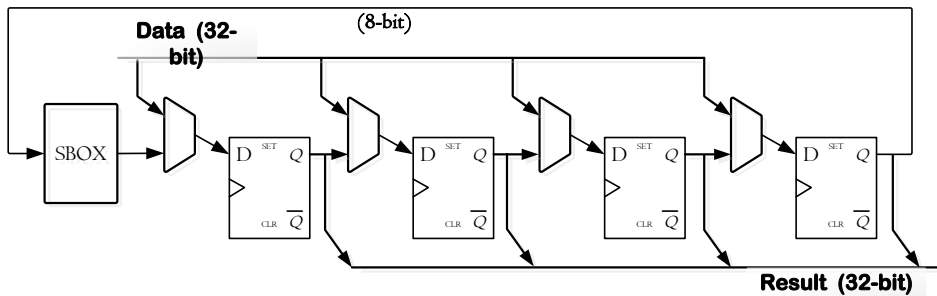 (8-bit)
Data (32-
bit)
SBOX
D SET Q
CLR Q
D SET Q
CLR Q
D SET Q
CLR Q
D SET Q
CLR Q
Result (32-bit)